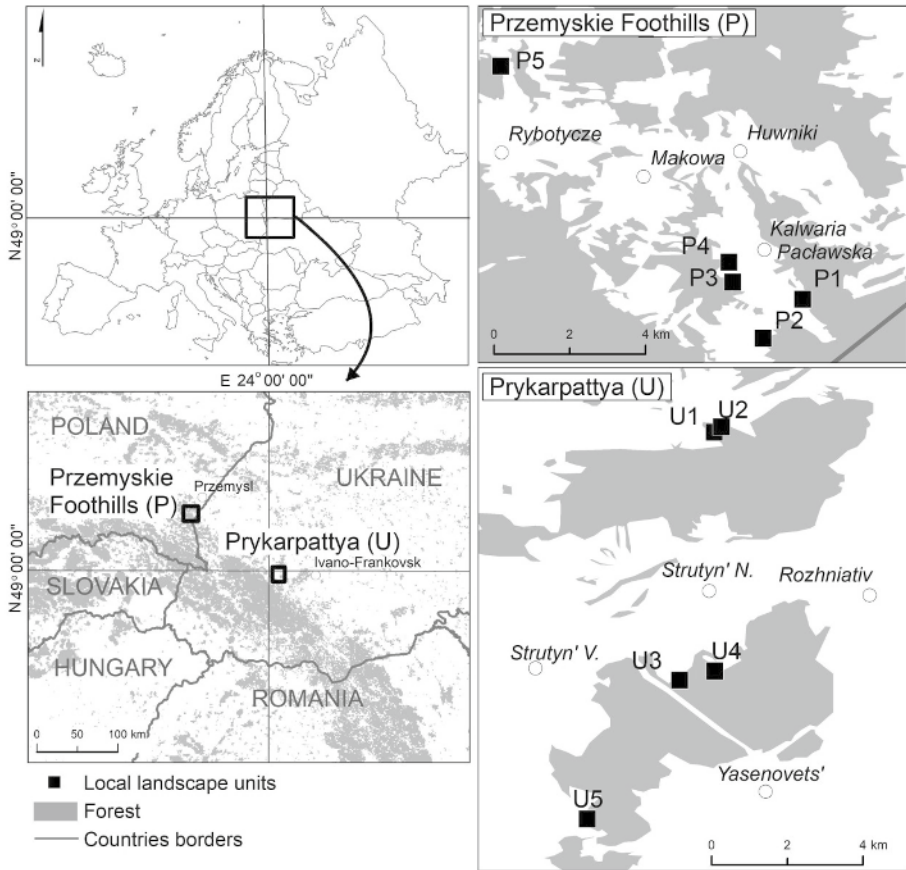 z
N49° 00' 00"
E 24° 00' 00"
POLAND
UKRAINE
Przemyskie
Foothills (P)
Przemysl
Prykarpattya (U)
Ivano-Frankovsk
N49° 00' 00"
SLOVAKIA
HUNGARY
ROMANIA
0 50 100 km
Local landscape units
Forest
Countries borders
Przemyskie Foothills (P)
P5
Rybotycze
Huwniki
Makowa
Kalwaria
Pacławska
P4
P3
P1
P2
0 2 4 km
Prykarpattya (U)
U1
U2
Strutyn' N.
Rozhniativ
Strutyn' V.
U3
U4
Yasenovets'
U5
0 2 4 km